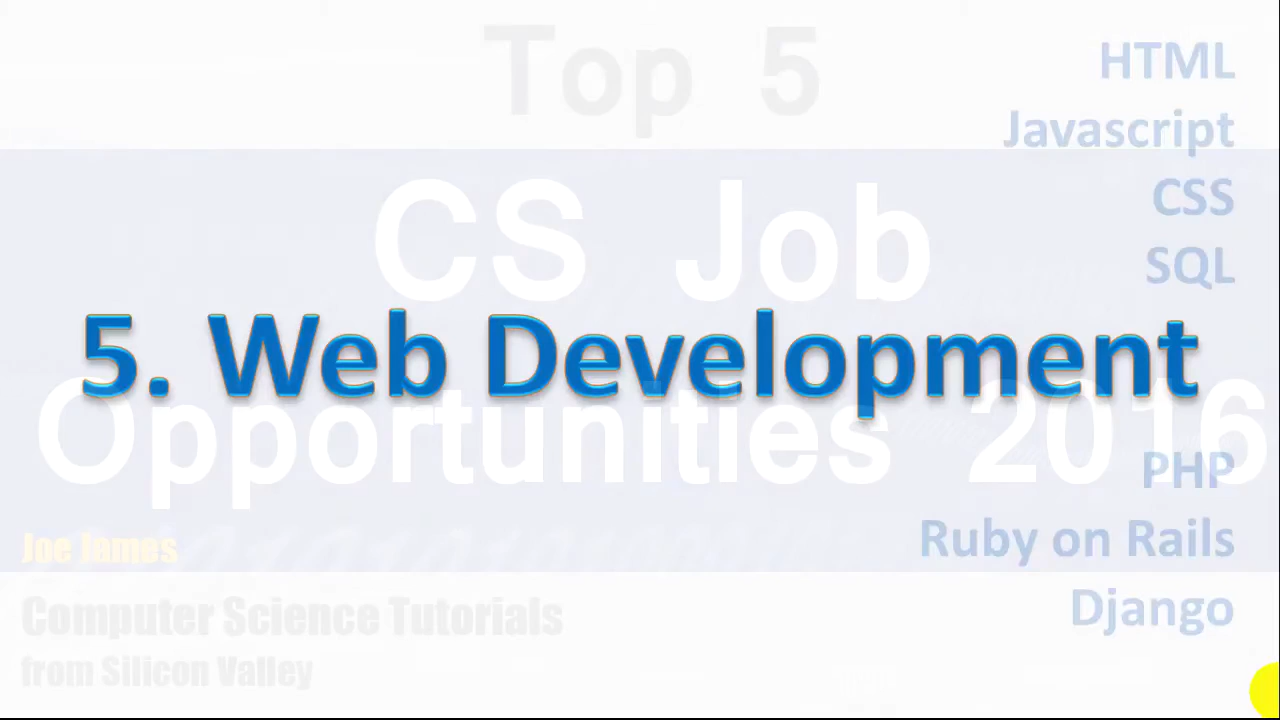 Top 5
HTML
Javascript
CSS
SQL
CS Job
5. Web Development
Opportunities 2016
PHP
Ruby on Rails
Django
Joe James
Computer Science Tutorials
from Silicon Valley